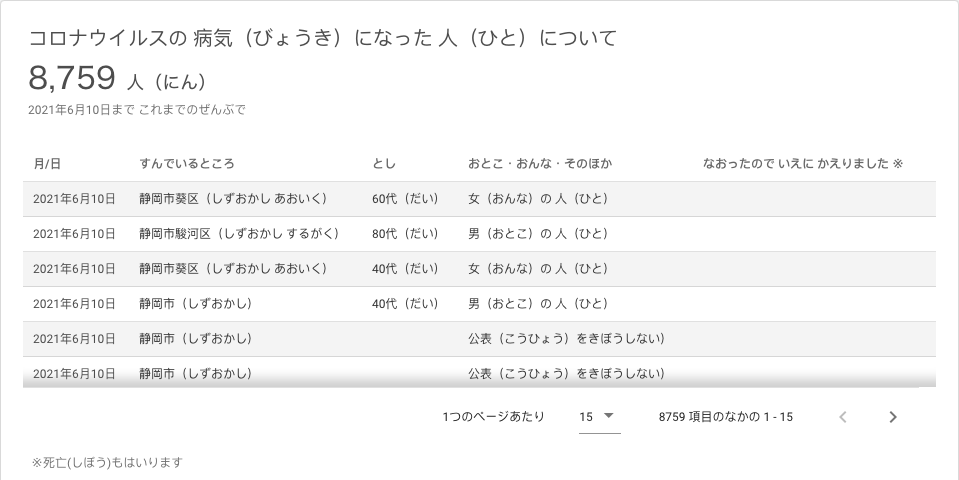 コロナウイルスの 病気（びょうき）になった 人（ひと）について
8,759 人（にん）
2021年6月10日まで これまでのぜんぶで
月/日 すんでいるところ とし おとこ・おんな・そのほか なおったので いえに かえりました ※
2021年6月10日 静岡市葵区（しずおかし あおいく） 60代（だい） 女（おんな）の 人（ひと）
2021年6月10日 静岡市駿河区（しずおかし するがく） 80代（だい） 男（おとこ）の 人（ひと）
2021年6月10日 静岡市葵区（しずおかし あおいく） 40代（だい） 女（おんな）の 人（ひと）
2021年6月10日 静岡市（しずおかし） 40代（だい） 男（おとこ）の 人（ひと）
2021年6月10日 静岡市（しずおかし） 公表（こうひょう）をきぼうしない）
2021年6月10日 静岡市（しずおかし） 公表（こうひょう）をきぼうしない）
1つのページあたり 15 8759 項目のなかの 1 - 15
※死亡(しぼう)もはいります